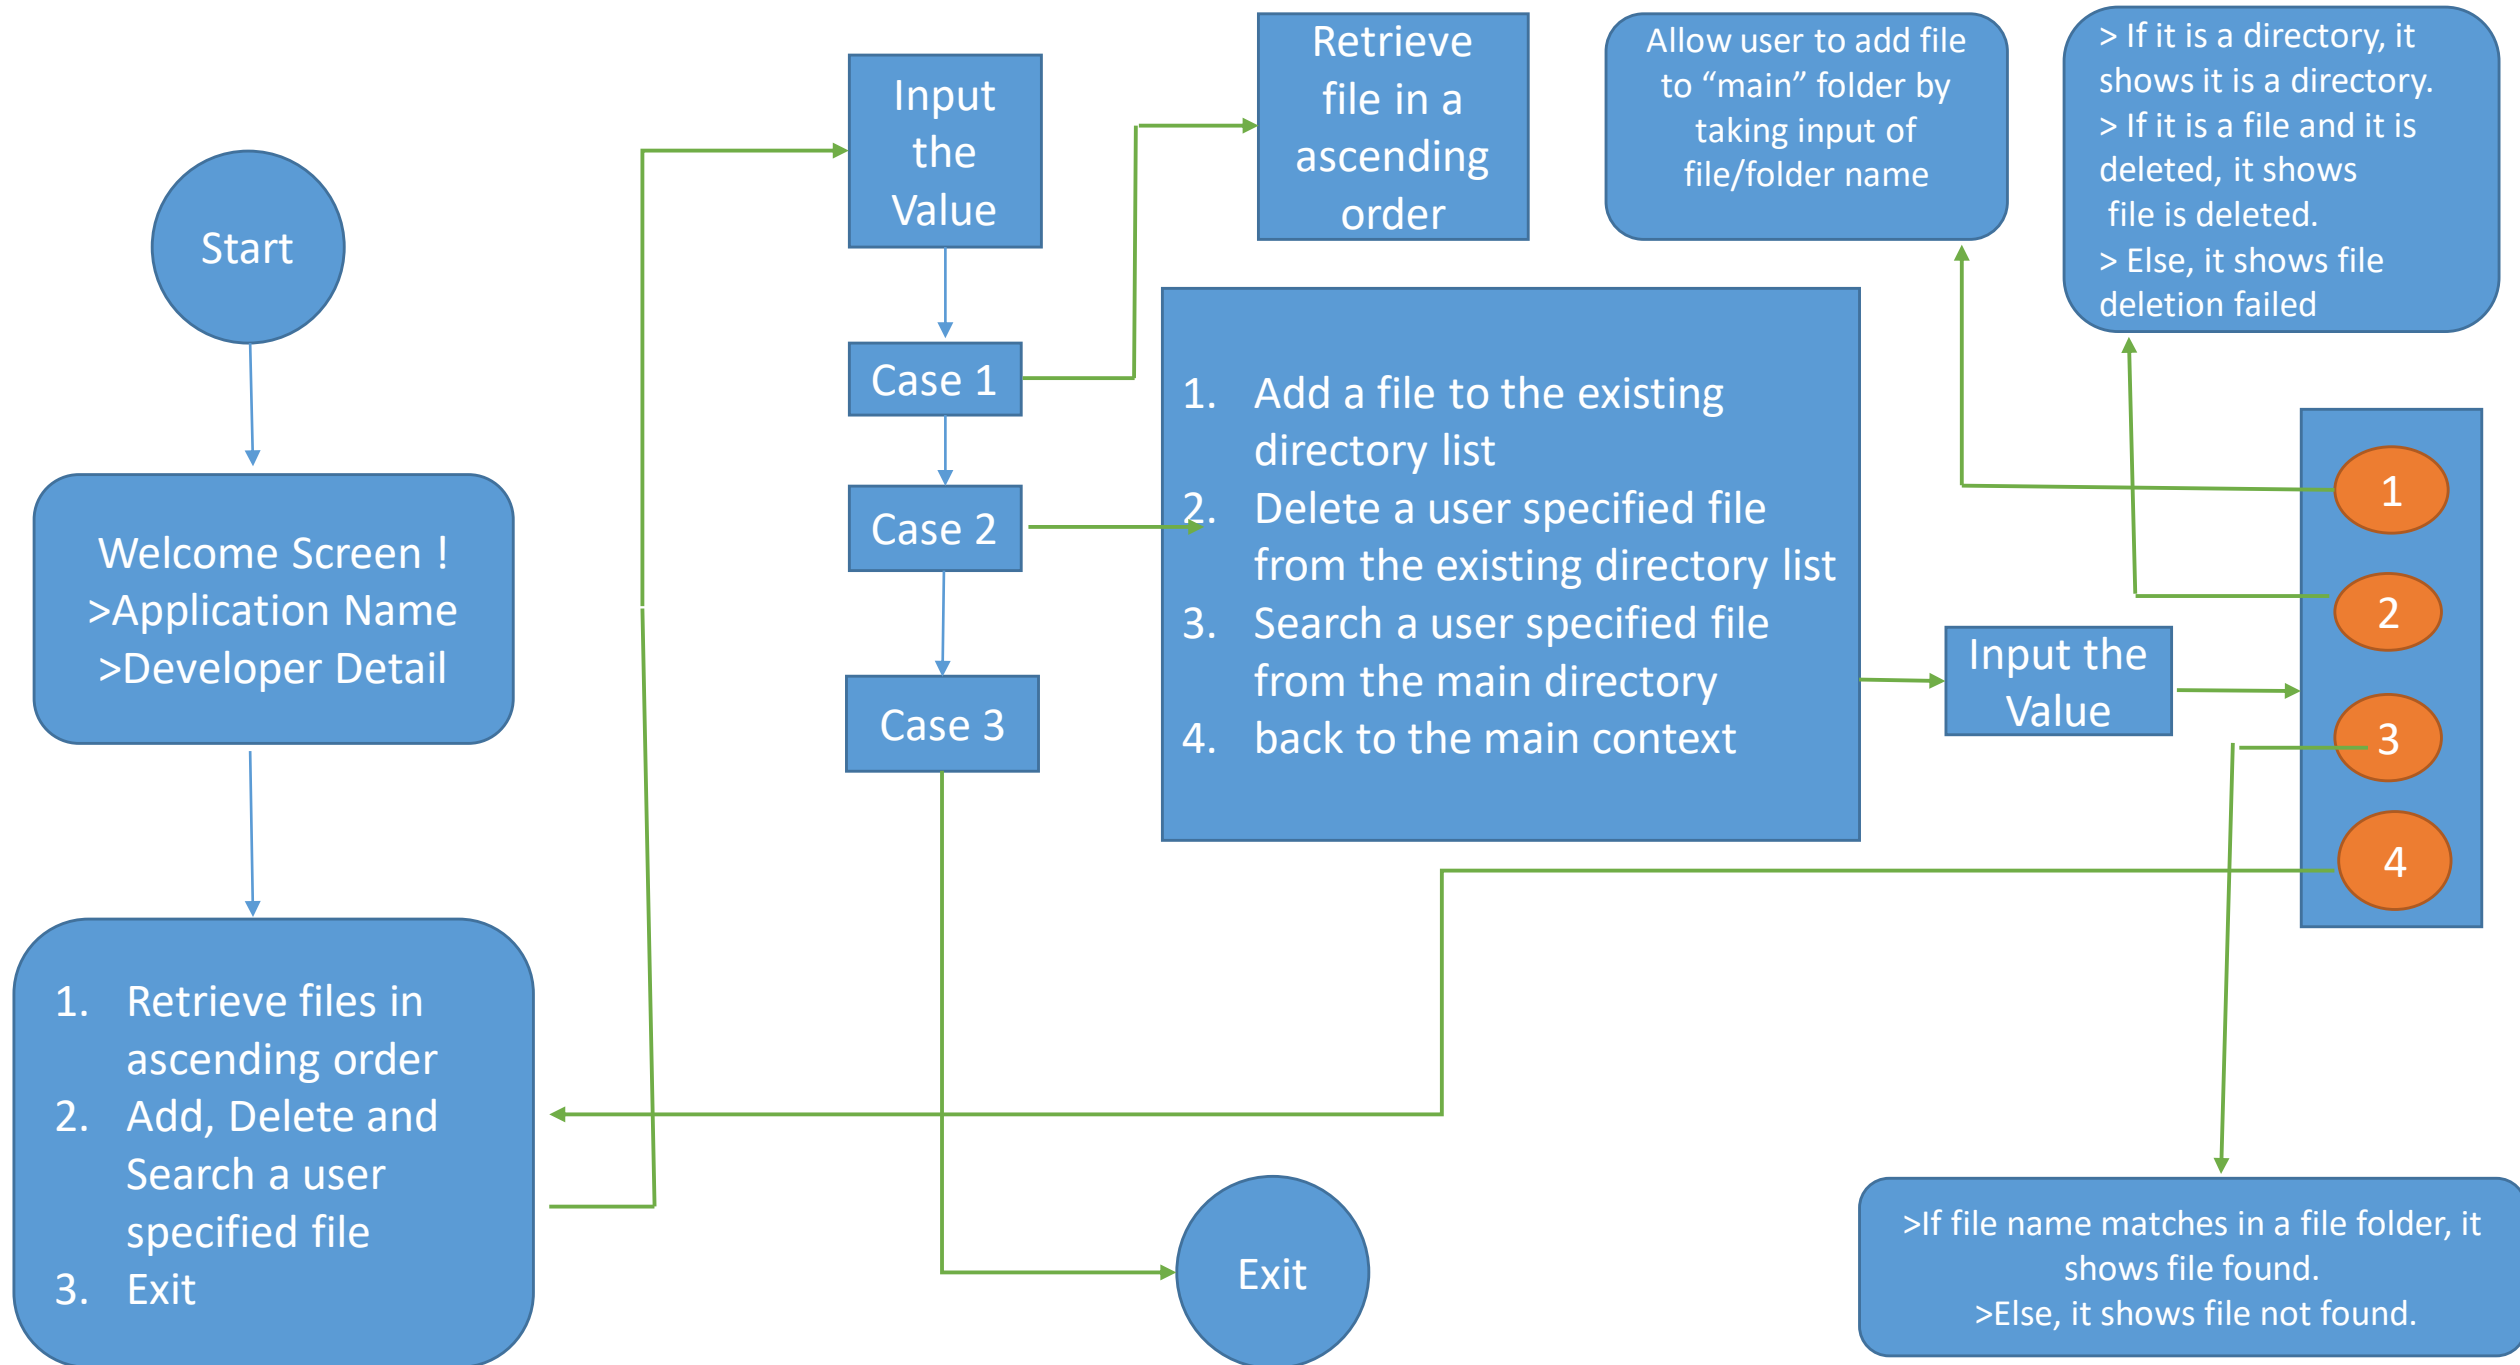 Start
Welcome Screen !
>Application Name
>Developer Detail
1. Retrieve files in
ascending order
2. Add, Delete and
Search a user
specified file
3. Exit
Input
the
Value
Case 1
Case 2
Case 3
Retrieve
file in a
ascending
order
1. Add a file to the existing
directory list
2. Delete a user specified file
from the existing directory list
3. Search a user specified file
from the main directory
4. back to the main context
Exit
Input the
Value
Allow user to add file
to “main” folder by
taking input of
file/folder name
> If it is a directory, it
shows it is a directory.
> If it is a file and it is
deleted, it shows
file is deleted.
> Else, it shows file
deletion failed
1
2
3
4
>If file name matches in a file folder, it
shows file found.
>Else, it shows file not found.